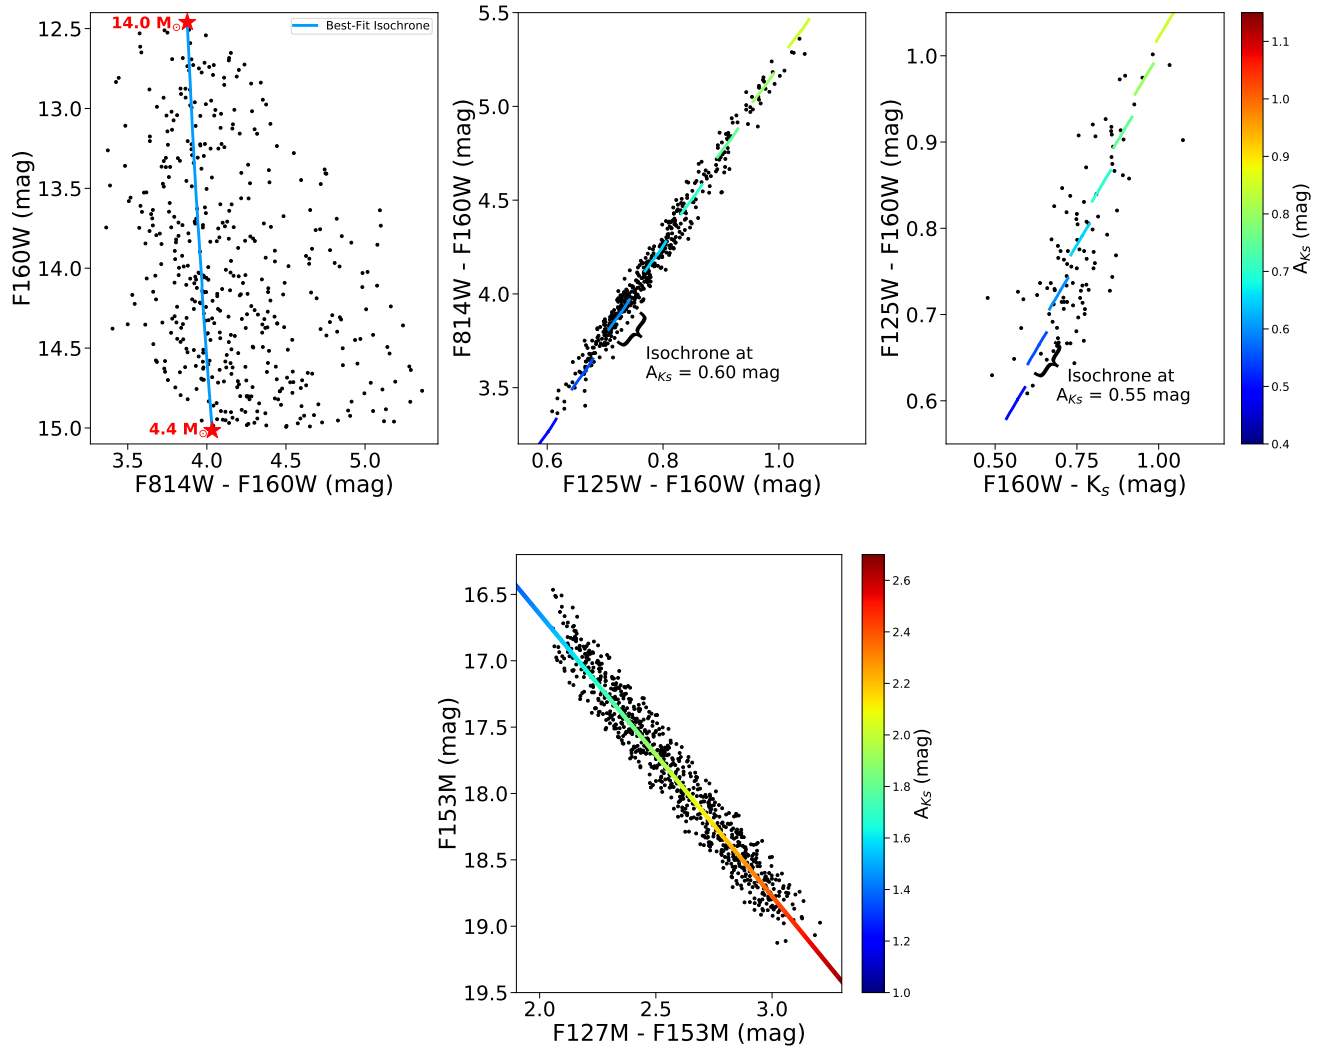 14.0 M⊙
Best-Fit Isochrone
12.5
13.0
13.5
14.0
14.5
15.0
F160W (mag)
4.4 M⊙
3.5 4.0 4.5 5.0
F814W - F160W (mag)
5.5
5.0
4.5
4.0
3.5
F814W - F160W (mag)
Isochrone at
AKs = 0.60 mag
0.6 0.8 1.0
F125W - F160W (mag)
1.0
0.9
0.8
0.7
0.6
F125W - F160W (mag)
Isochrone at
AKs = 0.55 mag
0.50 0.75 1.00
F160W - Ks (mag)
1.1
1.0
0.9
0.8
0.7
0.6
0.5
0.4
AKs (mag)
16.5
17.0
17.5
18.0
18.5
19.0
19.5
F153M (mag)
2.0 2.5 3.0
F127M - F153M (mag)
2.6
2.4
2.2
2.0
1.8
1.6
1.4
1.2
1.0
AKs (mag)